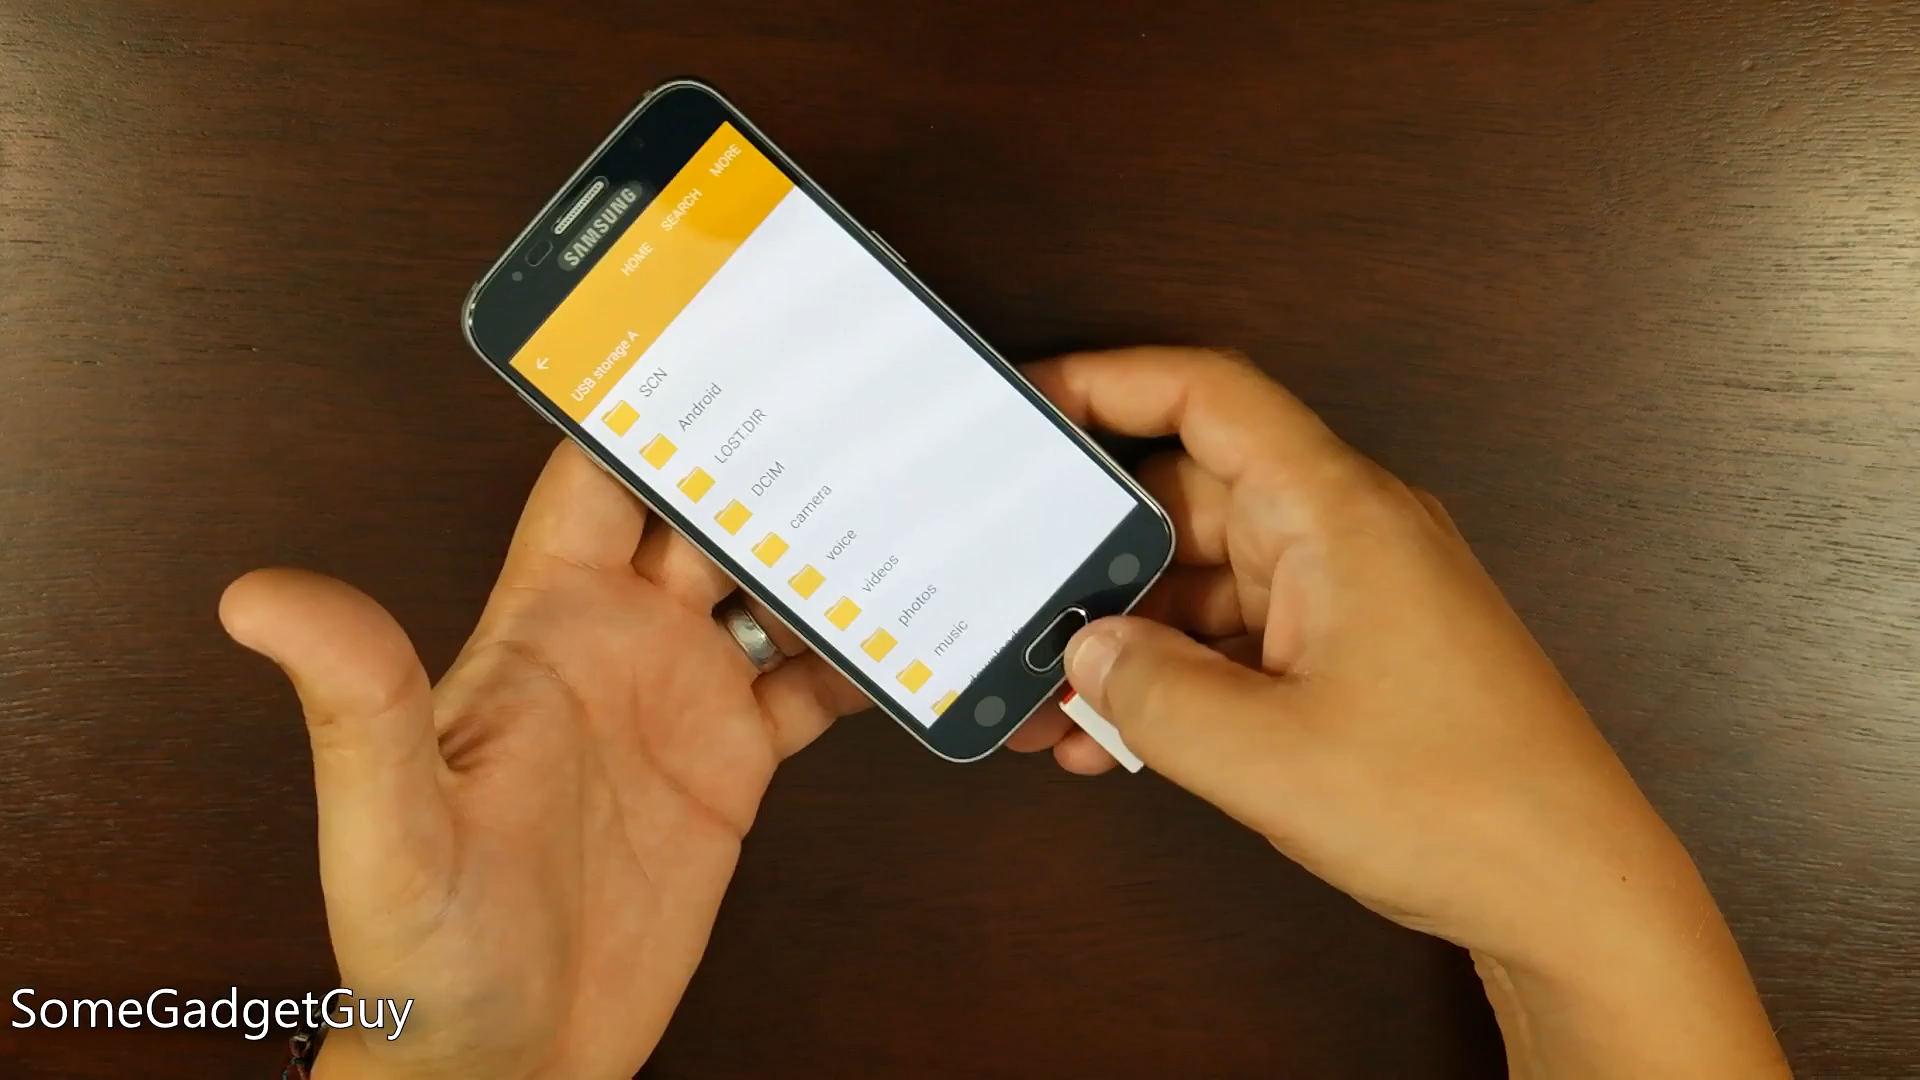 SAMSUNG
HOME SEARCH MORE
USB storage A
SCN
Android
LOST.DIR
DCIM
camera
voice
videos
photos
music
SomeGadgetGuy